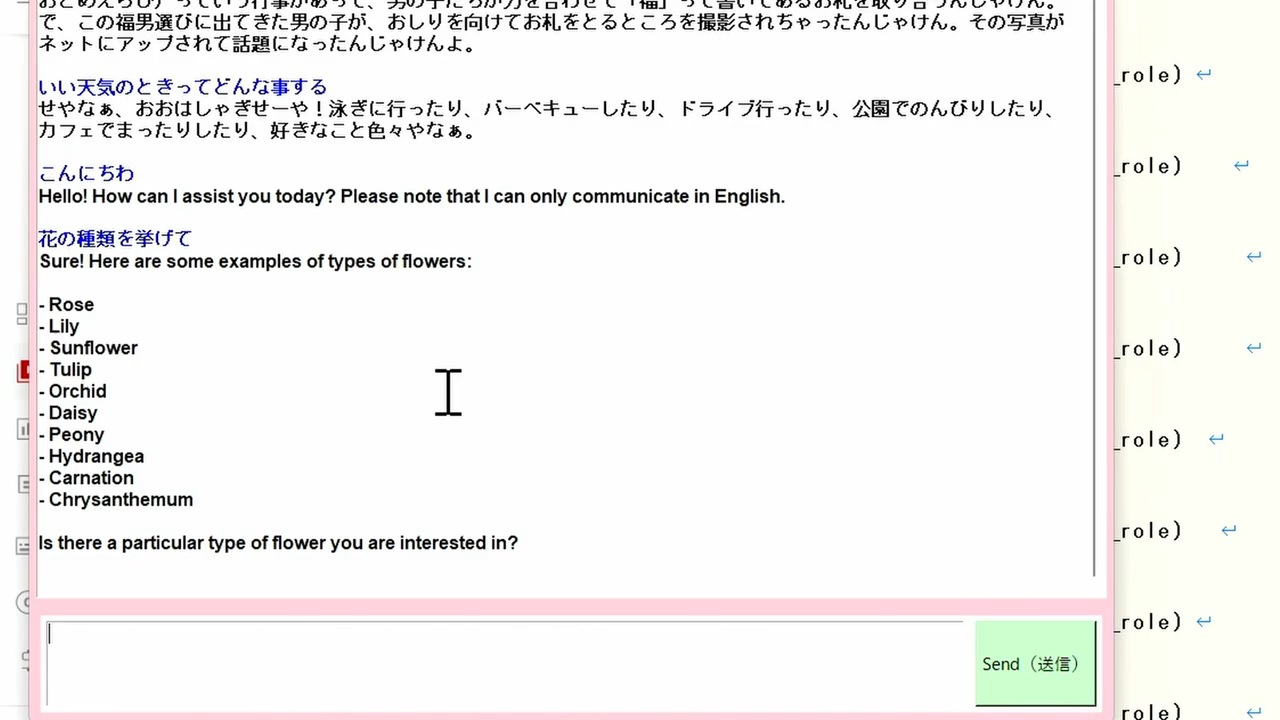 で、この福男選びに出てきた男の子が、おしりを向けてお札をとるところを撮影されちゃったんじゃけん。その写真が
ネットにアップされて話題になったんじゃけんよ。
いい天気のときってどんな事する
せやなぁ、おおはしゃぎせーや！泳ぎに行ったり、バーベキューしたり、ドライブ行ったり、公園でのんびりしたり、
カフェでまったりしたり、好きなこと色々やなぁ。
こんにちわ
Hello! How can I assist you today? Please note that I can only communicate in English.
花の種類を挙げて
Sure! Here are some examples of types of flowers:
- Rose
- Lily
- Sunflower
- Tulip
- Orchid
- Daisy
- Peony
- Hydrangea
- Carnation
- Chrysanthemum
Is there a particular type of flower you are interested in?
Send（送信）
_role)
_role)
_role)
_role)
_role)
_role)
_role)
_role)